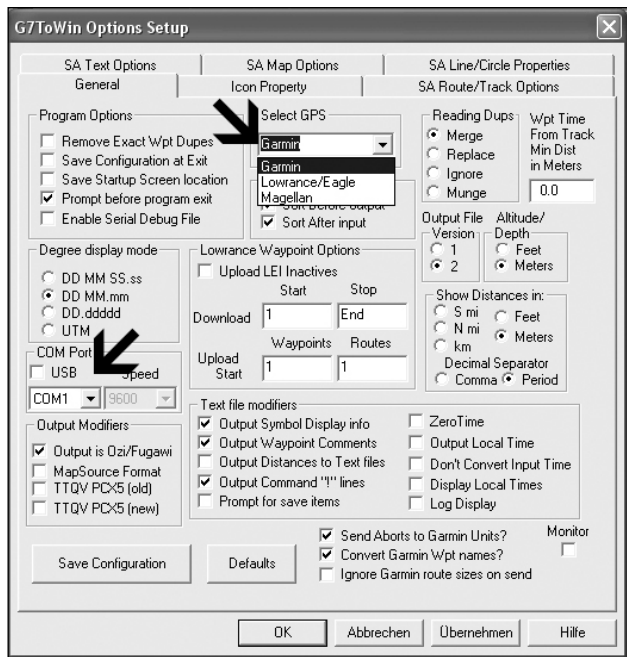 G7ToWin Options Setup
SA Text Options
SA Map Options
SA Line/Circle Properties
General
Icon Property
SA Route/Track Options
Program Options
Remove Exact Wpt Dupes
Save Configuration at Exit
Save Startup Screen location
Prompt before program exit
Enable Serial Debug File
Select GPS
Garmin
Garmin
Lowrance/Eagle
Magellan
Sort After input
Reading Dups
Merge
Replace
Ignore
Munge
Wpt Time
From Track
Min Dist
in Meters
0.0
Output File
Version
1
2
Altitude/
Depth
Feet
Meters
Degree display mode
DD MM SS.ss
DD MM.mm
DD.ddddd
UTM
Lowrance Waypoint Options
Upload LEI Inactives
Start Stop
Download 1 End
Waypoints Routes
Upload
Start 1 1
Show Distances in:
S mi
N mi
km
Feet
Meters
Decimal Separator
Comma Period
COM Port
USB Speed
COM1 9600
Output Modifiers
Output is Ozi/Fugawi
MapSource Format
TTQV PCX5 (old)
TTQV PCX5 (new)
Text file modifiers
Output Symbol Display info
Output Waypoint Comments
Output Distances to Text files
Output Command "!" lines
Prompt for save items
ZeroTime
Output Local Time
Don't Convert Input Time
Display Local Times
Log Display
Send Aborts to Garmin Units?
Convert Garmin Wpt names?
Ignore Garmin route sizes on send
Monitor
Save Configuration
Defaults
OK
Abbrechen
Übernehmen
Hilfe